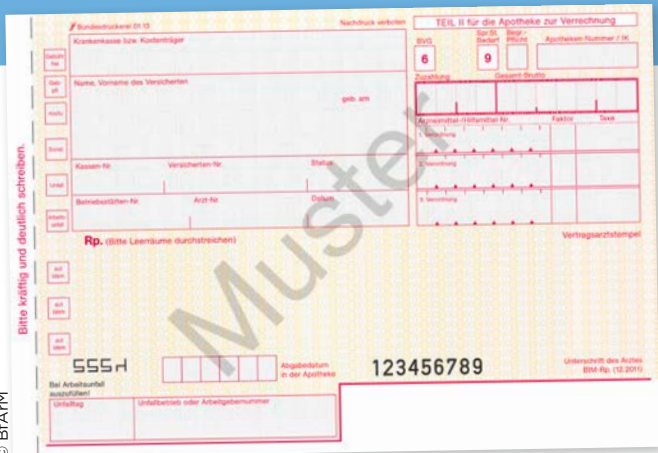 Bundesdruckerei 01.13
Nachdruck verboten
TEIL II für die Apotheke zur Verrechnung
Krankenkasse bzw. Kostenträger
BVG
Spr.St. Bedarf
Begr.-Pflicht
Apotheken-Nummer / IK
6
9
Gebühr frei
Geb.-pfl.
noctu
Sonst.
Unfall
Arbeitsunfall
Name, Vorname des Versicherten
geb. am
Zuzahlung
Gesamt-Brutto
Arzneimittel-/Hilfsmittel-Nr.
Faktor
Taxe
1. Verordnung
2. Verordnung
3. Verordnung
Kassen-Nr.
Versicherten-Nr.
Status
Betriebsstätten-Nr.
Arzt-Nr.
Datum
Rp. (Bitte Leerräume durchstreichen)
Vertragsarztstempel
aut idem
aut idem
aut idem
Muster
Bitte kräftig und deutlich schreiben.
Abgabedatum
in der Apotheke
123456789
Unterschrift des Arztes
BtM-Rp. (12.2011)
Bei Arbeitsunfall
auszufüllen!
Unfalltag
Unfallbetrieb oder Arbeitgebernummer
© BfArM